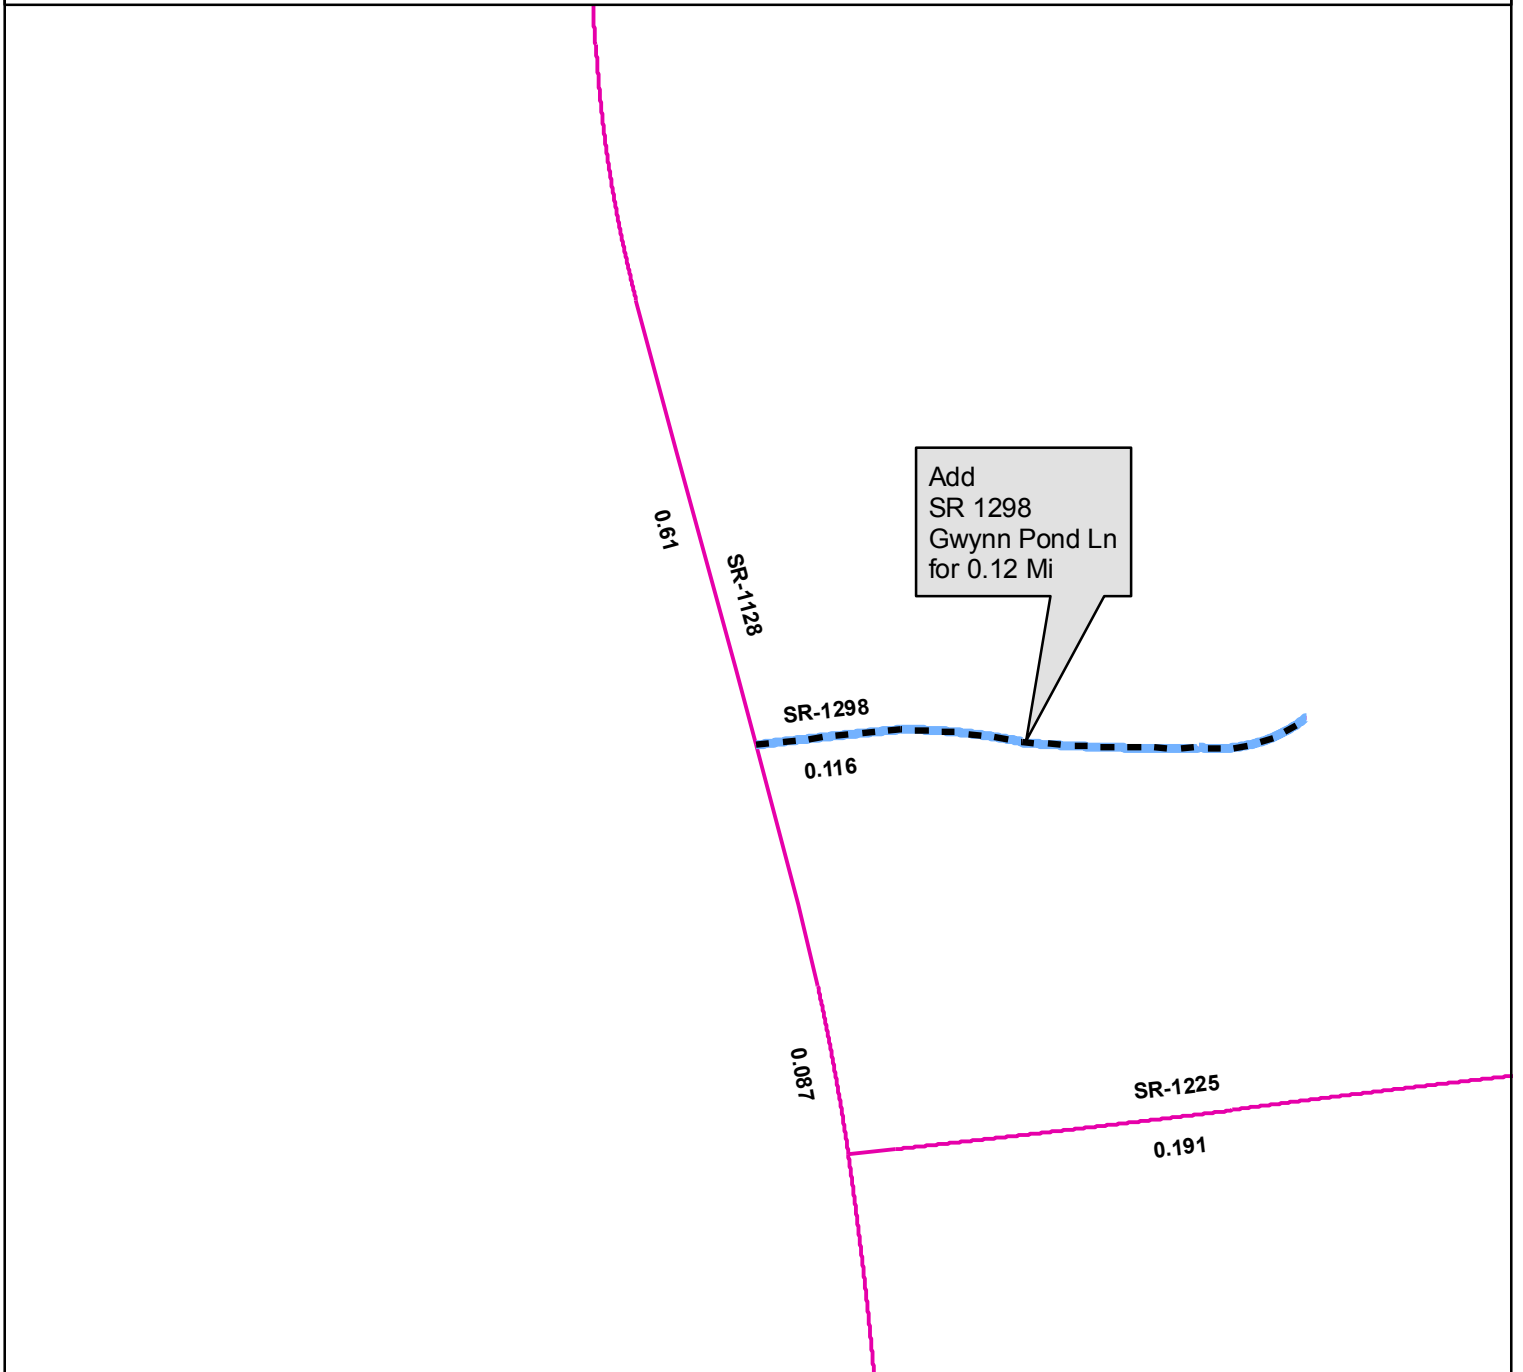 Add
SR 1298
Gwynn Pond Ln
for 0.12 Mi
0.61
SR-1128
SR-1298
0.116
0.087
SR-1225
0.191